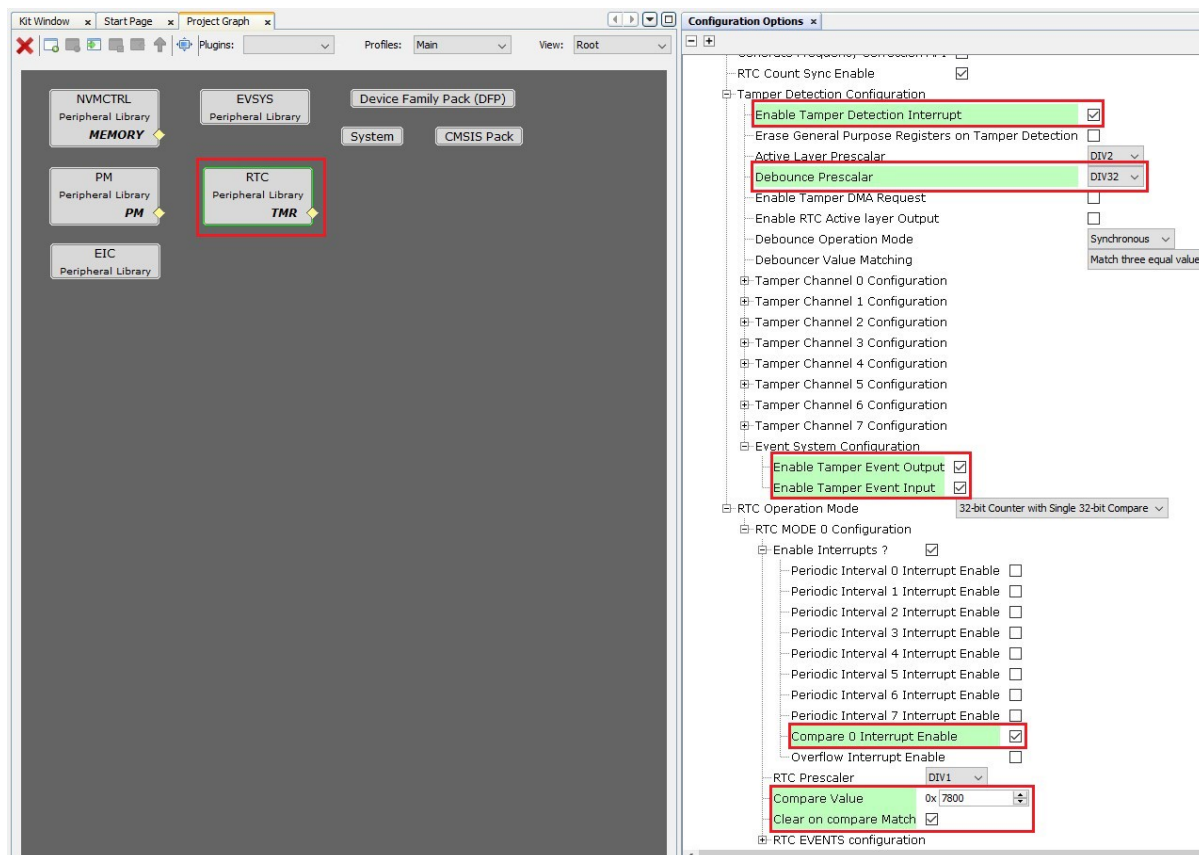 Kit Window x Start Page x Project Graph x
Plugins: Profiles: Main View: Root
NVMCTRL
Peripheral Library
MEMORY
EVSYS
Peripheral Library
Device Family Pack (DFP)
System
CMSIS Pack
PM
Peripheral Library
PM
RTC
Peripheral Library
TMR
EIC
Peripheral Library
Configuration Options x
RTC Count Sync Enable
Tamper Detection Configuration
Enable Tamper Detection Interrupt
Erase General Purpose Registers on Tamper Detection
Active Layer Prescalar DIV2
Debounce Prescalar DIV32
Enable Tamper DMA Request
Enable RTC Active layer Output
Debounce Operation Mode Synchronous
Debouncer Value Matching Match three equal value
Tamper Channel 0 Configuration
Tamper Channel 1 Configuration
Tamper Channel 2 Configuration
Tamper Channel 3 Configuration
Tamper Channel 4 Configuration
Tamper Channel 5 Configuration
Tamper Channel 6 Configuration
Tamper Channel 7 Configuration
Event System Configuration
Enable Tamper Event Output
Enable Tamper Event Input
RTC Operation Mode 32-bit Counter with Single 32-bit Compare
RTC MODE 0 Configuration
Enable Interrupts ?
Periodic Interval 0 Interrupt Enable
Periodic Interval 1 Interrupt Enable
Periodic Interval 2 Interrupt Enable
Periodic Interval 3 Interrupt Enable
Periodic Interval 4 Interrupt Enable
Periodic Interval 5 Interrupt Enable
Periodic Interval 6 Interrupt Enable
Periodic Interval 7 Interrupt Enable
Compare 0 Interrupt Enable
Overflow Interrupt Enable
RTC Prescaler DIV1
Compare Value 0x 7800
Clear on compare Match
RTC EVENTS configuration